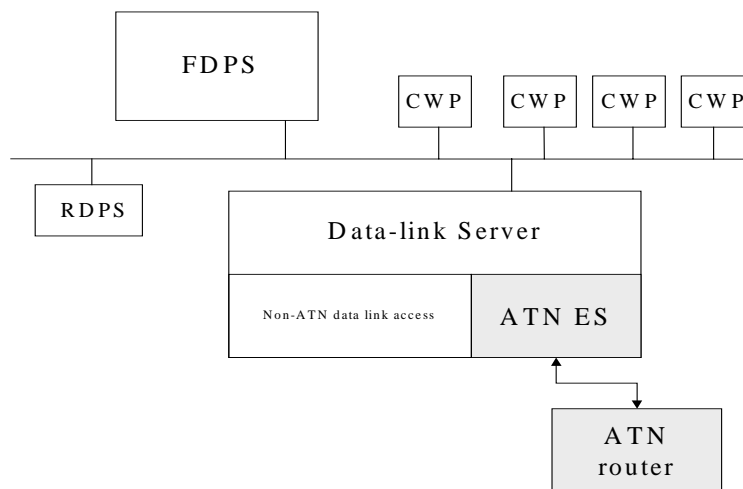 FDPS
CWP
CWP
CWP
CWP
RDPS
Data-link Server
Non-ATN data link access
ATN ES
ATN
router